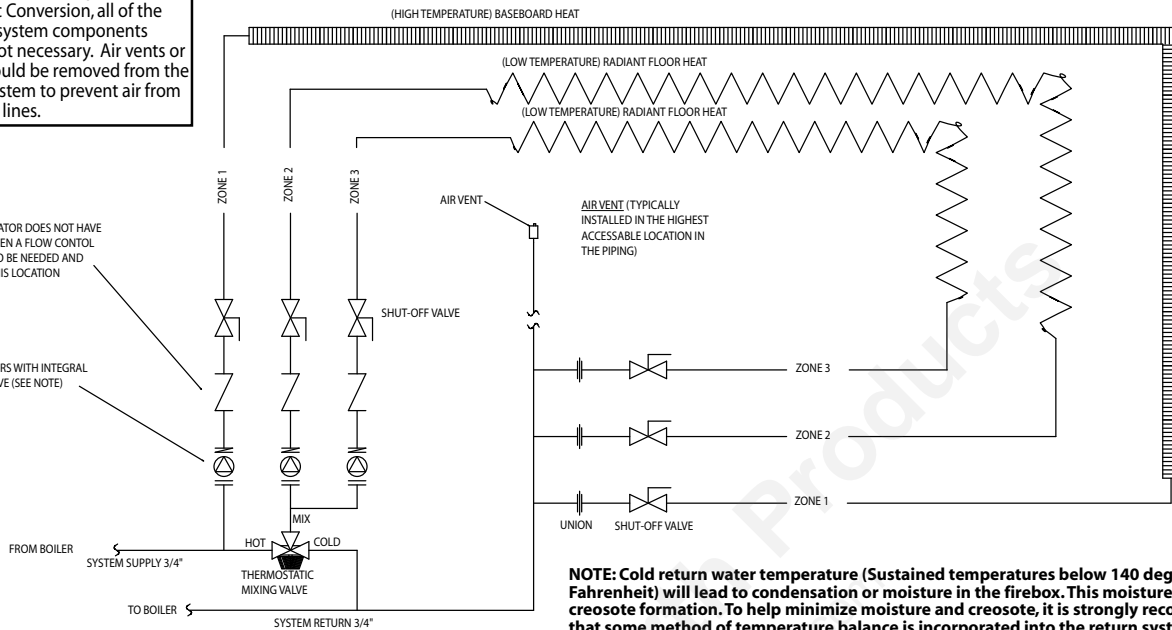 t Conversion, all of the
system components
ot necessary. Air vents or
ould be removed from the
stem to prevent air from
lines.
(HIGH TEMPERATURE) BASEBOARD HEAT
(LOW TEMPERATURE) RADIANT FLOOR HEAT
(LOW TEMPERATURE) RADIANT FLOOR HEAT
ZONE 1
ZONE 2
ZONE 3
AIR VENT
AIR VENT (TYPICALLY
INSTALLED IN THE HIGHEST
ACCESSABLE LOCATION IN
THE PIPING)
ATOR DOES NOT HAVE
EN A FLOW CONTOL
D BE NEEDED AND
IS LOCATION
SHUT-OFF VALVE
RS WITH INTEGRAL
VE (SEE NOTE)
ZONE 3
ZONE 2
ZONE 1
UNION
SHUT-OFF VALVE
MIX
HOT
COLD
FROM BOILER
SYSTEM SUPPLY 3/4"
THERMOSTATIC
MIXING VALVE
TO BOILER
SYSTEM RETURN 3/4"
NOTE: Cold return water temperature (Sustained temperatures below 140 deg
Fahrenheit) will lead to condensation or moisture in the firebox. This moisture
creosote formation. To help minimize moisture and creosote, it is strongly reco
that some method of temperature balance is incorporated into the return syst
Products